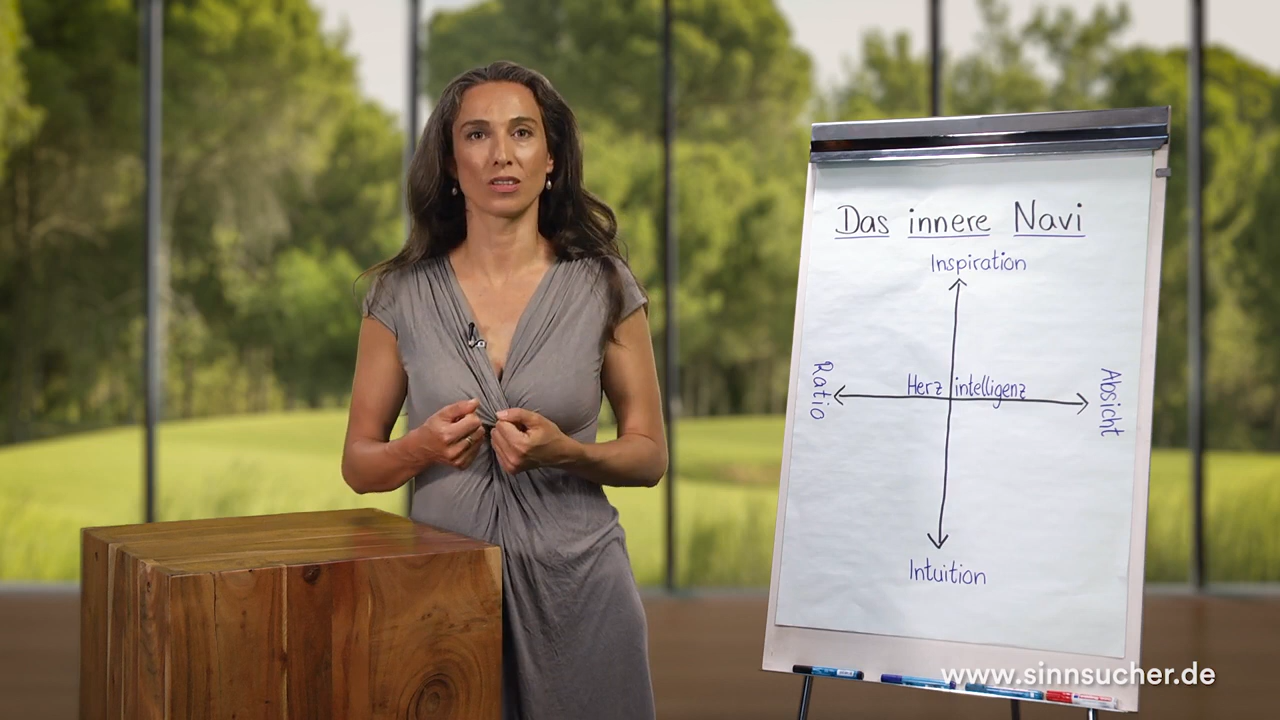 Das innere Navi
Inspiration
Ratio
Herz intelligenz
Absicht
Intuition
www.sinnsucher.de